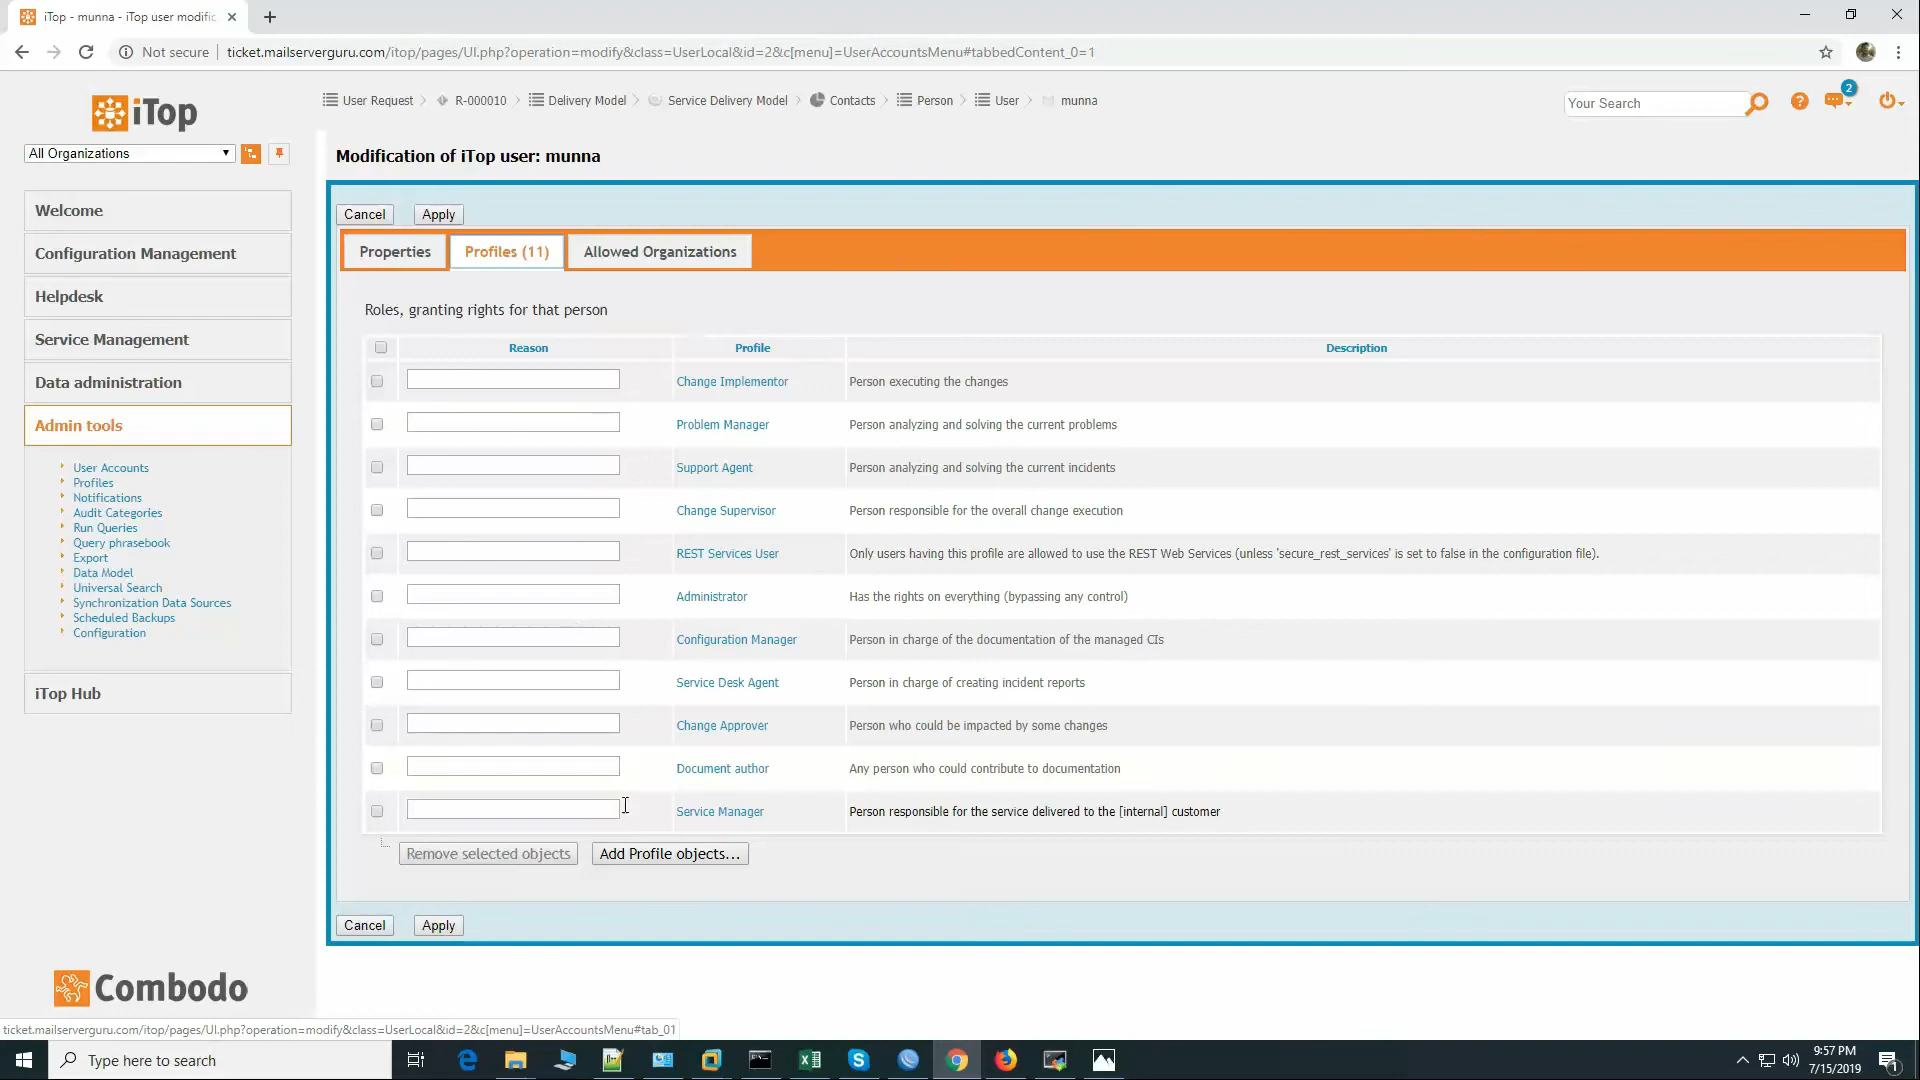 iTop - munna - iTop user modific
Not secure
ticket.mailserverguru.com/itop/pages/UI.php?operation=modify&class=UserLocal&id=2&c[menu]=UserAccountsMenu#tabbedContent_0=1
iTop
User Request
R-000010
Delivery Model
Service Delivery Model
Contacts
Person
User
munna
Your Search
2
All Organizations
Modification of iTop user: munna
Welcome
Configuration Management
Helpdesk
Service Management
Data administration
Admin tools
User Accounts
Profiles
Notifications
Audit Categories
Run Queries
Query phrasebook
Export
Data Model
Universal Search
Synchronization Data Sources
Scheduled Backups
Configuration
iTop Hub
Cancel
Apply
Properties
Profiles (11)
Allowed Organizations
Roles, granting rights for that person
Reason
Profile
Description
Change Implementor
Person executing the changes
Problem Manager
Person analyzing and solving the current problems
Support Agent
Person analyzing and solving the current incidents
Change Supervisor
Person responsible for the overall change execution
REST Services User
Only users having this profile are allowed to use the REST Web Services (unless 'secure_rest_services' is set to false in the configuration file).
Administrator
Has the rights on everything (bypassing any control)
Configuration Manager
Person in charge of the documentation of the managed CIs
Service Desk Agent
Person in charge of creating incident reports
Change Approver
Person who could be impacted by some changes
Document author
Any person who could contribute to documentation
Service Manager
Person responsible for the service delivered to the [internal] customer
Remove selected objects
Add Profile objects...
Cancel
Apply
Combodo
ticket.mailserverguru.com/itop/pages/UI.php?operation=modify&class=UserLocal&id=2&c[menu]=UserAccountsMenu#tab_01
Type here to search
9:57 PM
7/15/2019
1